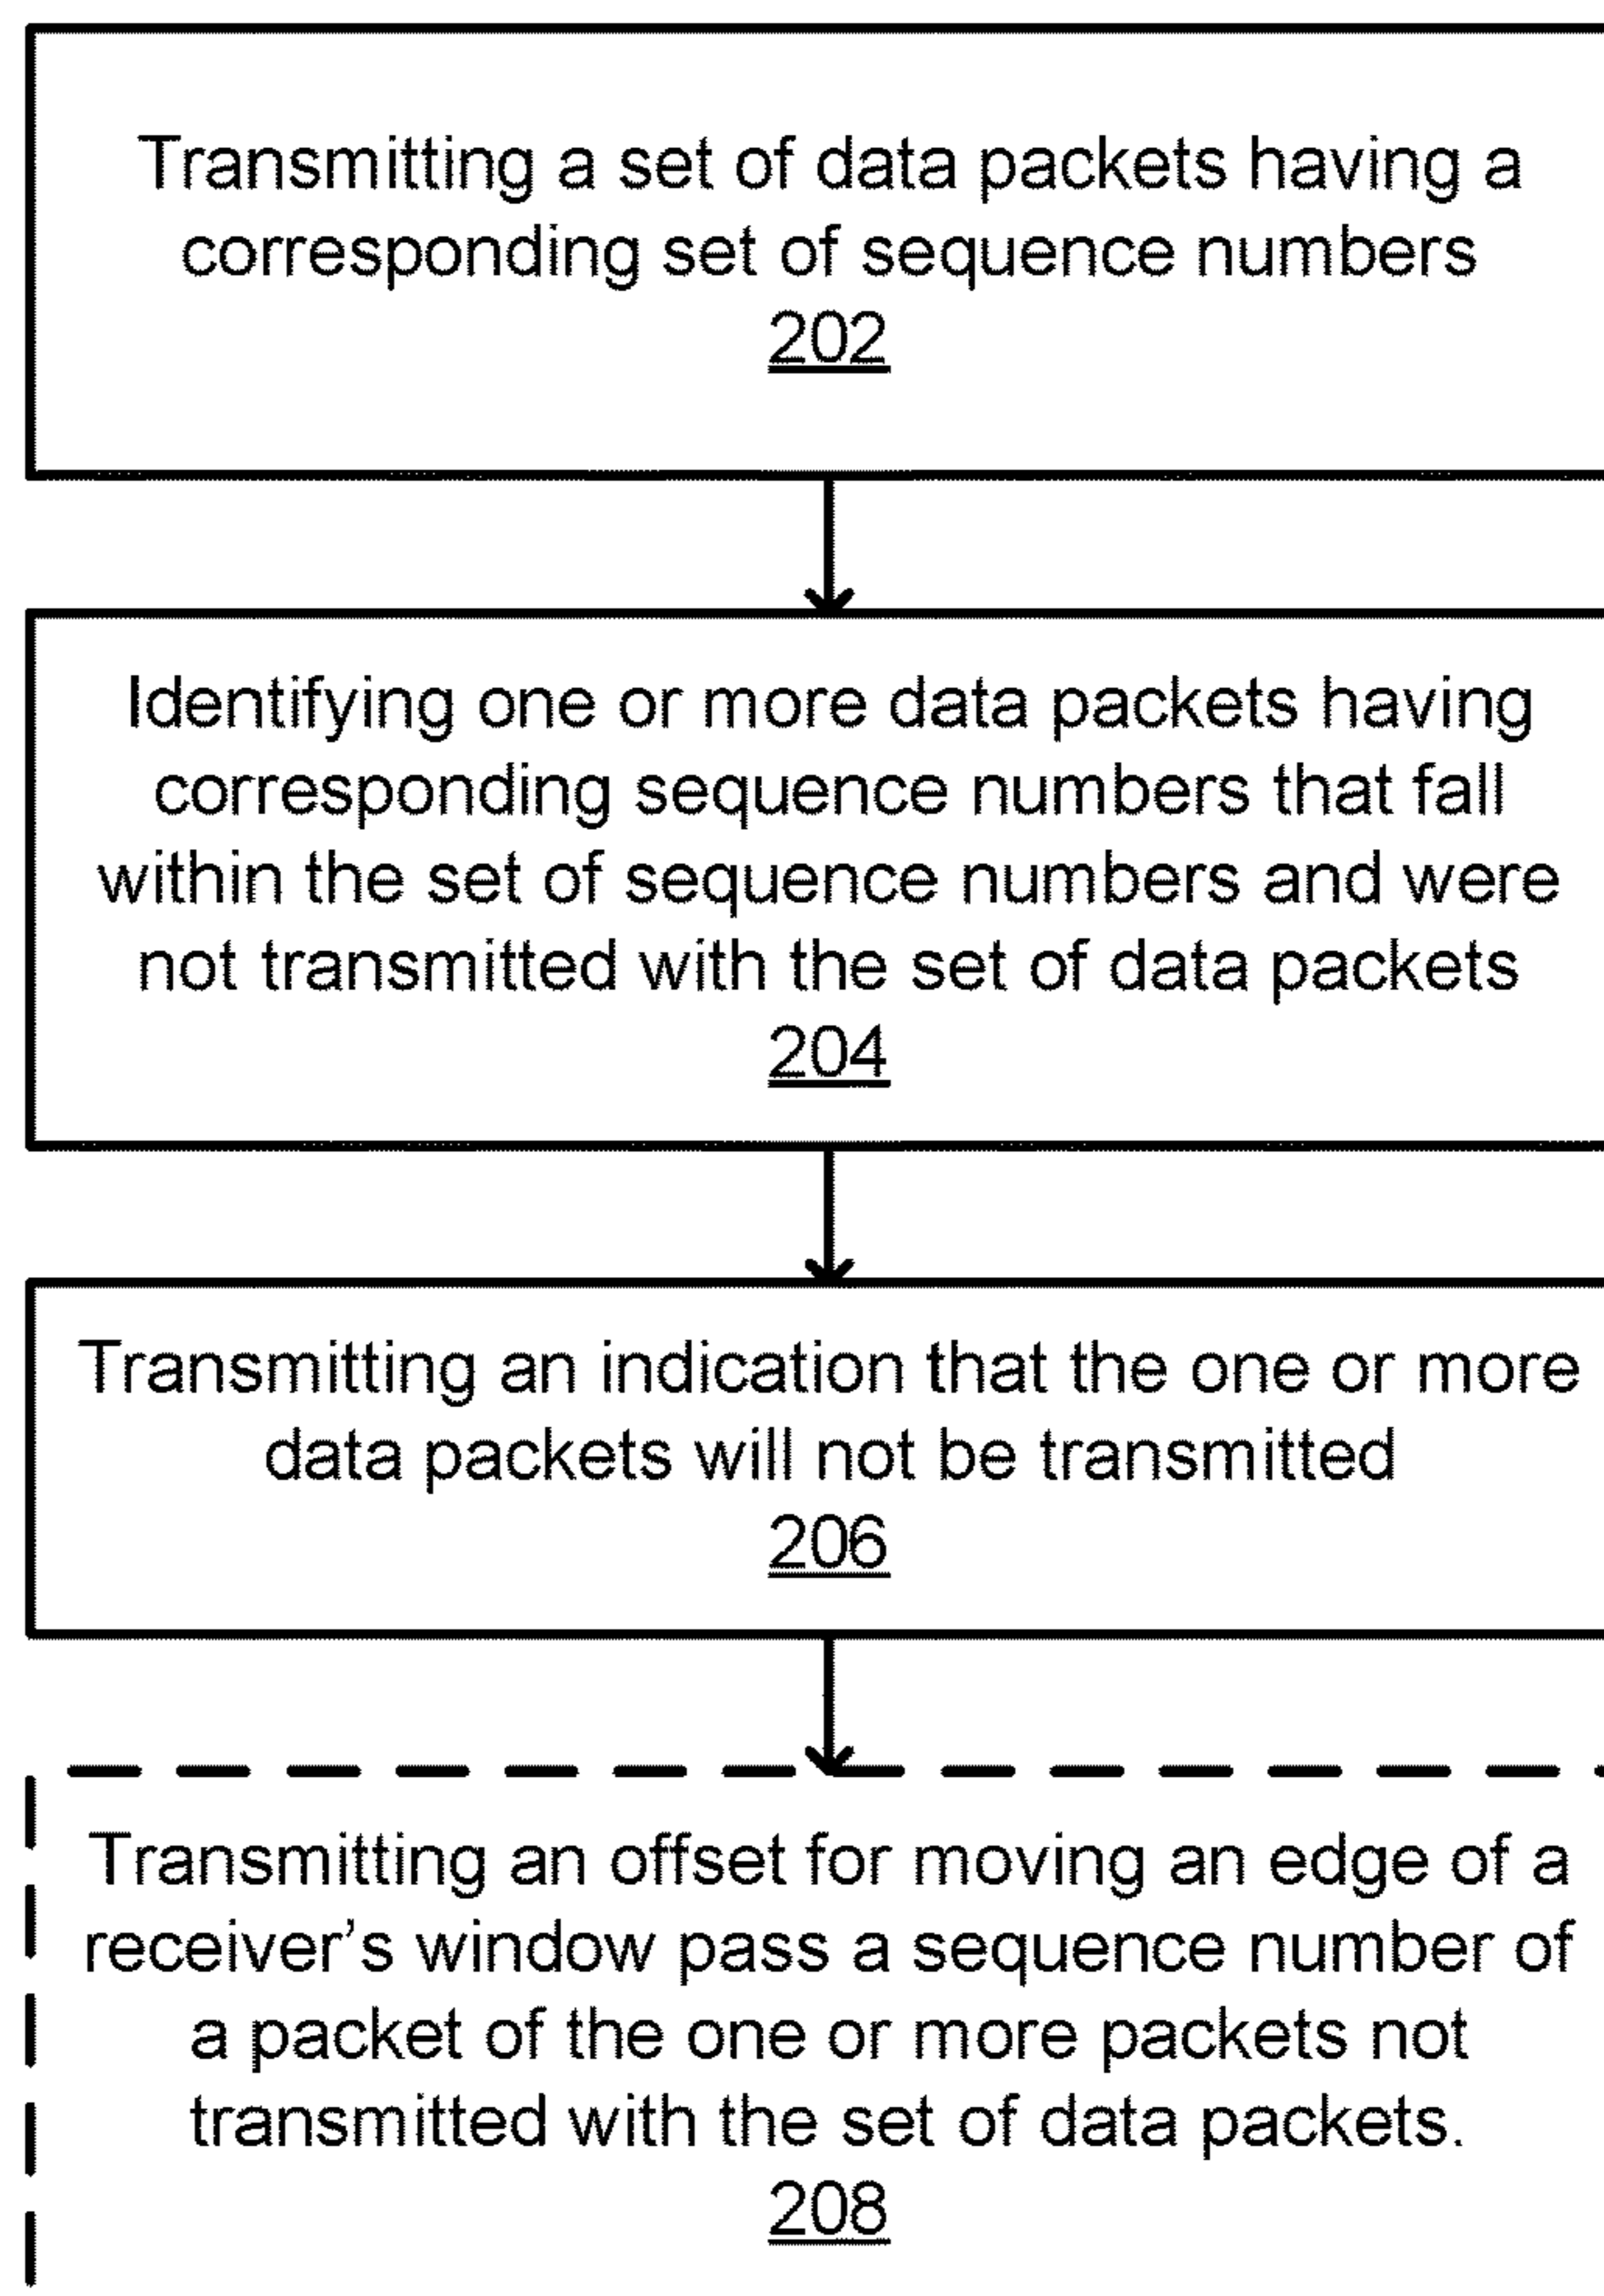 Transmitting a set of data packets having a
corresponding set of sequence numbers
202
Identifying one or more data packets having
corresponding sequence numbers that fall
within the set of sequence numbers and were
not transmitted with the set of data packets
204
Transmitting an indication that the one or more
data packets will not be transmitted
206
Transmitting an offset for moving an edge of a
receiver's window pass a sequence number of
a packet of the one or more packets not
transmitted with the set of data packets.
208